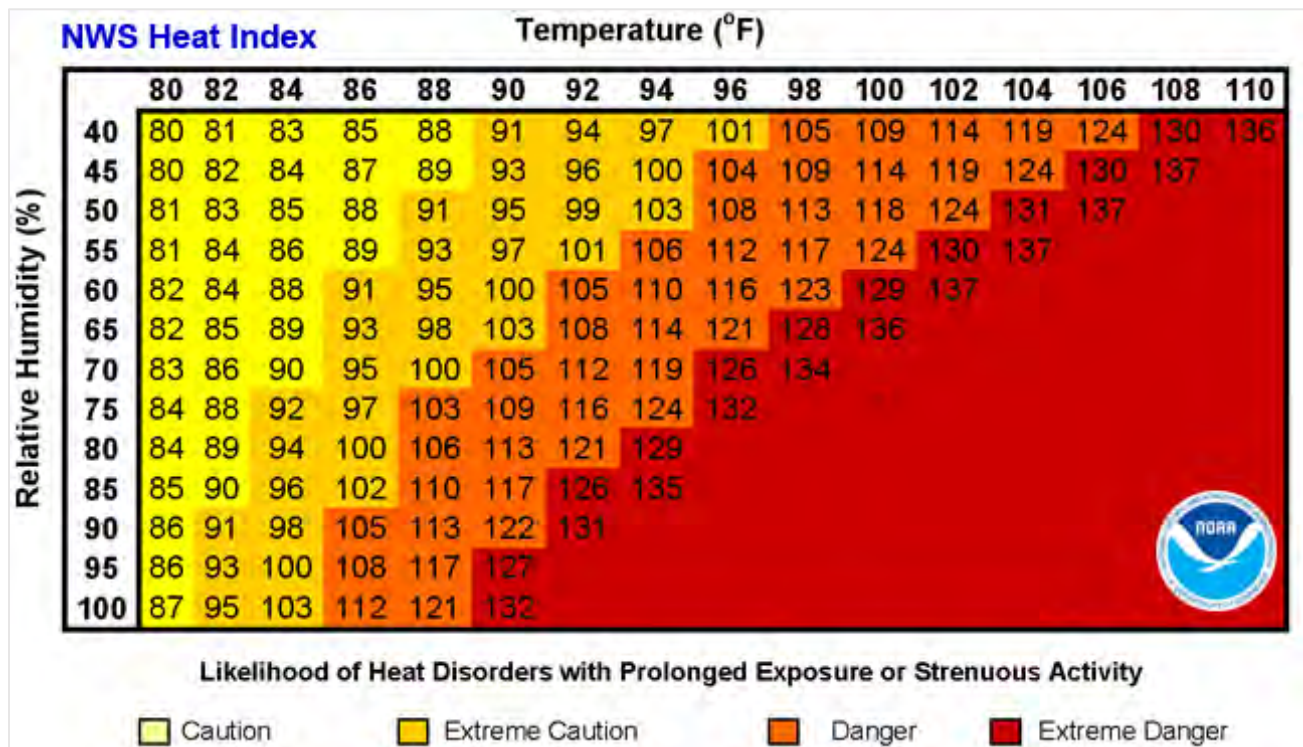 NWS Heat Index Temperature (°F)
80 82 84 86 88 90 92 94 96 98 100 102 104 106 108 110
Relative Humidity (%)
40 80 81 83 85 88 91 94 97 101 105 109 114 119 124 130 136
45 80 82 84 87 89 93 96 100 104 109 114 119 124 130 137
50 81 83 85 88 91 95 99 103 108 113 118 124 131 137
55 81 84 86 89 93 97 101 106 112 117 124 130 137
60 82 84 88 91 95 100 105 110 116 123 129 137
65 82 85 89 93 98 103 108 114 121 128 136
70 83 86 90 95 100 105 112 119 126 134
75 84 88 92 97 103 109 116 124 132
80 84 89 94 100 106 113 121 129
85 85 90 96 102 110 117 126 135
90 86 91 98 105 113 122 131
95 86 93 100 108 117 127
100 87 95 103 112 121 132
NOAA
Likelihood of Heat Disorders with Prolonged Exposure or Strenuous Activity
Caution Extreme Caution Danger Extreme Danger